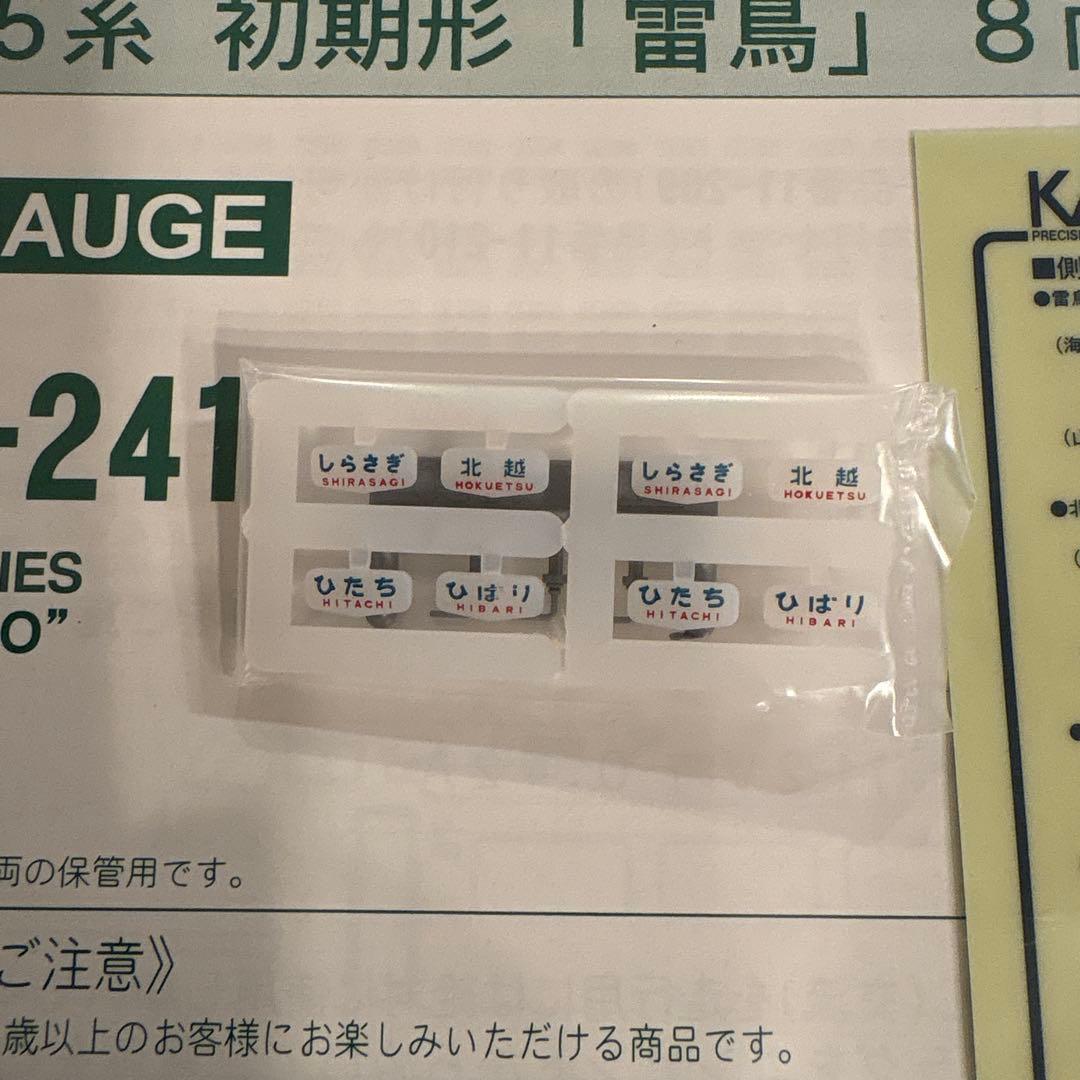 5系 初期形「雷鳥」 8両
AUGE
-241
IES
O”
しらさぎ
SHIRASAGI
北越
HOKUETSU
しらさぎ
SHIRASAGI
北越
HOKUETSU
ひたち
HITACHI
ひばり
HIBARI
ひたち
HITACHI
ひばり
HIBARI
両の保管用です。
ご注意》
歳以上のお客様にお楽しみいただける商品です。
KA
PRECIS
■側
●雷鳥
(海
(山
●北